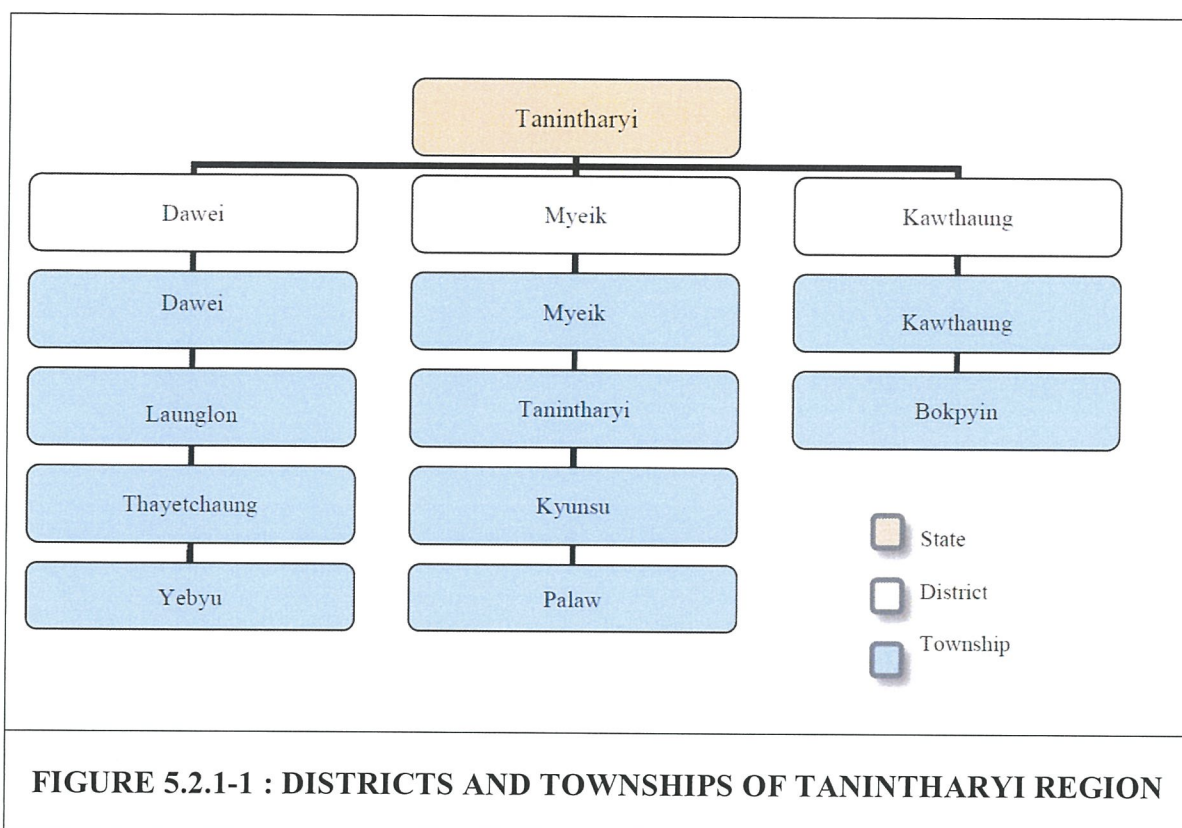 Tanintharyi
Dawei
Myeik
Kawthaung
Dawei
Myeik
Kawthaung
Launglon
Tanintharyi
Bokpyin
Thayetchaung
Kyunsu
Yebyu
Palaw
State
District
Township
FIGURE 5.2.1-1 : DISTRICTS AND TOWNSHIPS OF TANINTHARYI REGION